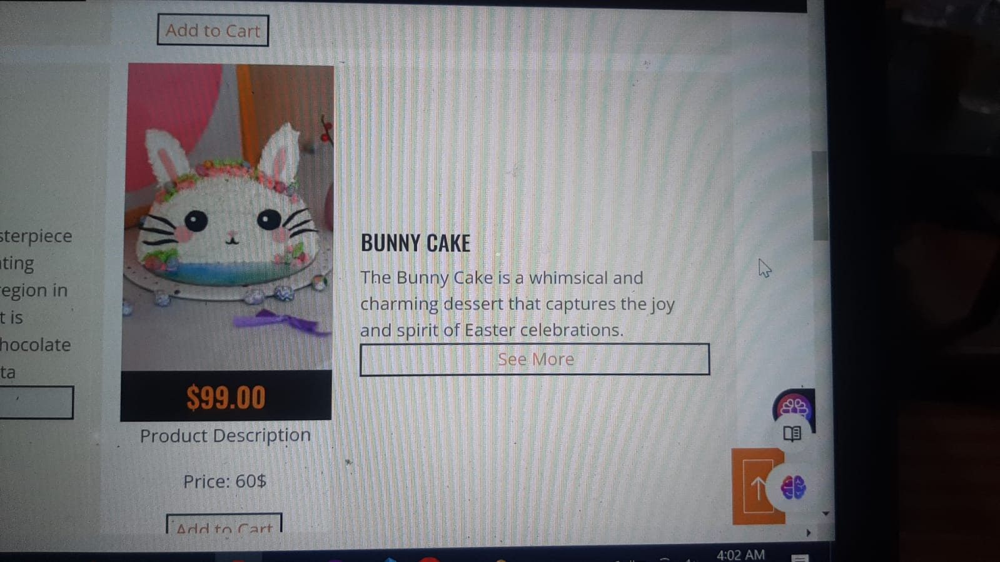 Add to Cart
sterpiece
ating
region in
t is
hocolate
ta
$99.00
Product Description
Price: 60$
Add to Cart
BUNNY CAKE
The Bunny Cake is a whimsical and
charming dessert that captures the joy
and spirit of Easter celebrations.
See More
4:02 AM